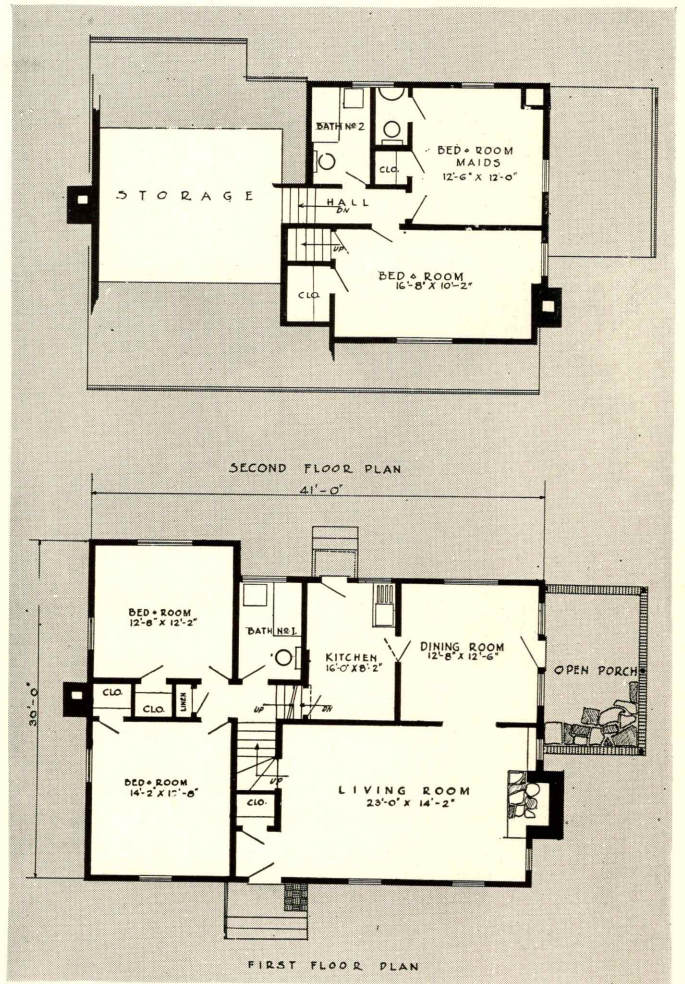 BATH Nº 2
BED ROOM
MAIDS
12'-6" X 12'-0"
CLO.
STORAGE
HALL
DN
UP
BED ROOM
16'-8" X 10'-2"
CLO.
SECOND FLOOR PLAN
41'-0"
BED ROOM
12'-8" X 12'-2"
BATH Nº 1
KITCHEN
16'-0" X 8'-2"
DINING ROOM
12'-8" X 12'-6"
OPEN PORCH
CLO.
CLO.
LINEN
UP
DN
30'-0"
BED ROOM
14'-2" X
UP
CLO.
LIVING ROOM
23'-0" X 14'-2"
FIRST FLOOR PLAN